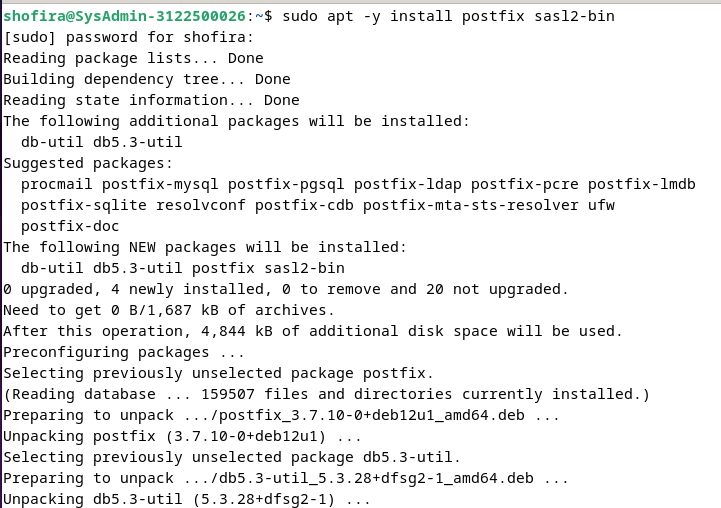 shofira@SysAdmin-3122500026:~$ sudo apt -y install postfix sasl2-bin
[sudo] password for shofira:
Reading package lists... Done
Building dependency tree... Done
Reading state information... Done
The following additional packages will be installed:
  db-util db5.3-util
Suggested packages:
  procmail postfix-mysql postfix-pgsql postfix-ldap postfix-pcre postfix-lmdb
  postfix-sqlite resolvconf postfix-cdb postfix-mta-sts-resolver ufw
  postfix-doc
The following NEW packages will be installed:
  db-util db5.3-util postfix sasl2-bin
0 upgraded, 4 newly installed, 0 to remove and 20 not upgraded.
Need to get 0 B/1,687 kB of archives.
After this operation, 4,844 kB of additional disk space will be used.
Preconfiguring packages ...
Selecting previously unselected package postfix.
(Reading database ... 159507 files and directories currently installed.)
Preparing to unpack .../postfix_3.7.10-0+deb12u1_amd64.deb ...
Unpacking postfix (3.7.10-0+deb12u1) ...
Selecting previously unselected package db5.3-util.
Preparing to unpack .../db5.3-util_5.3.28+dfsg2-1_amd64.deb ...
Unpacking db5.3-util (5.3.28+dfsg2-1) ...